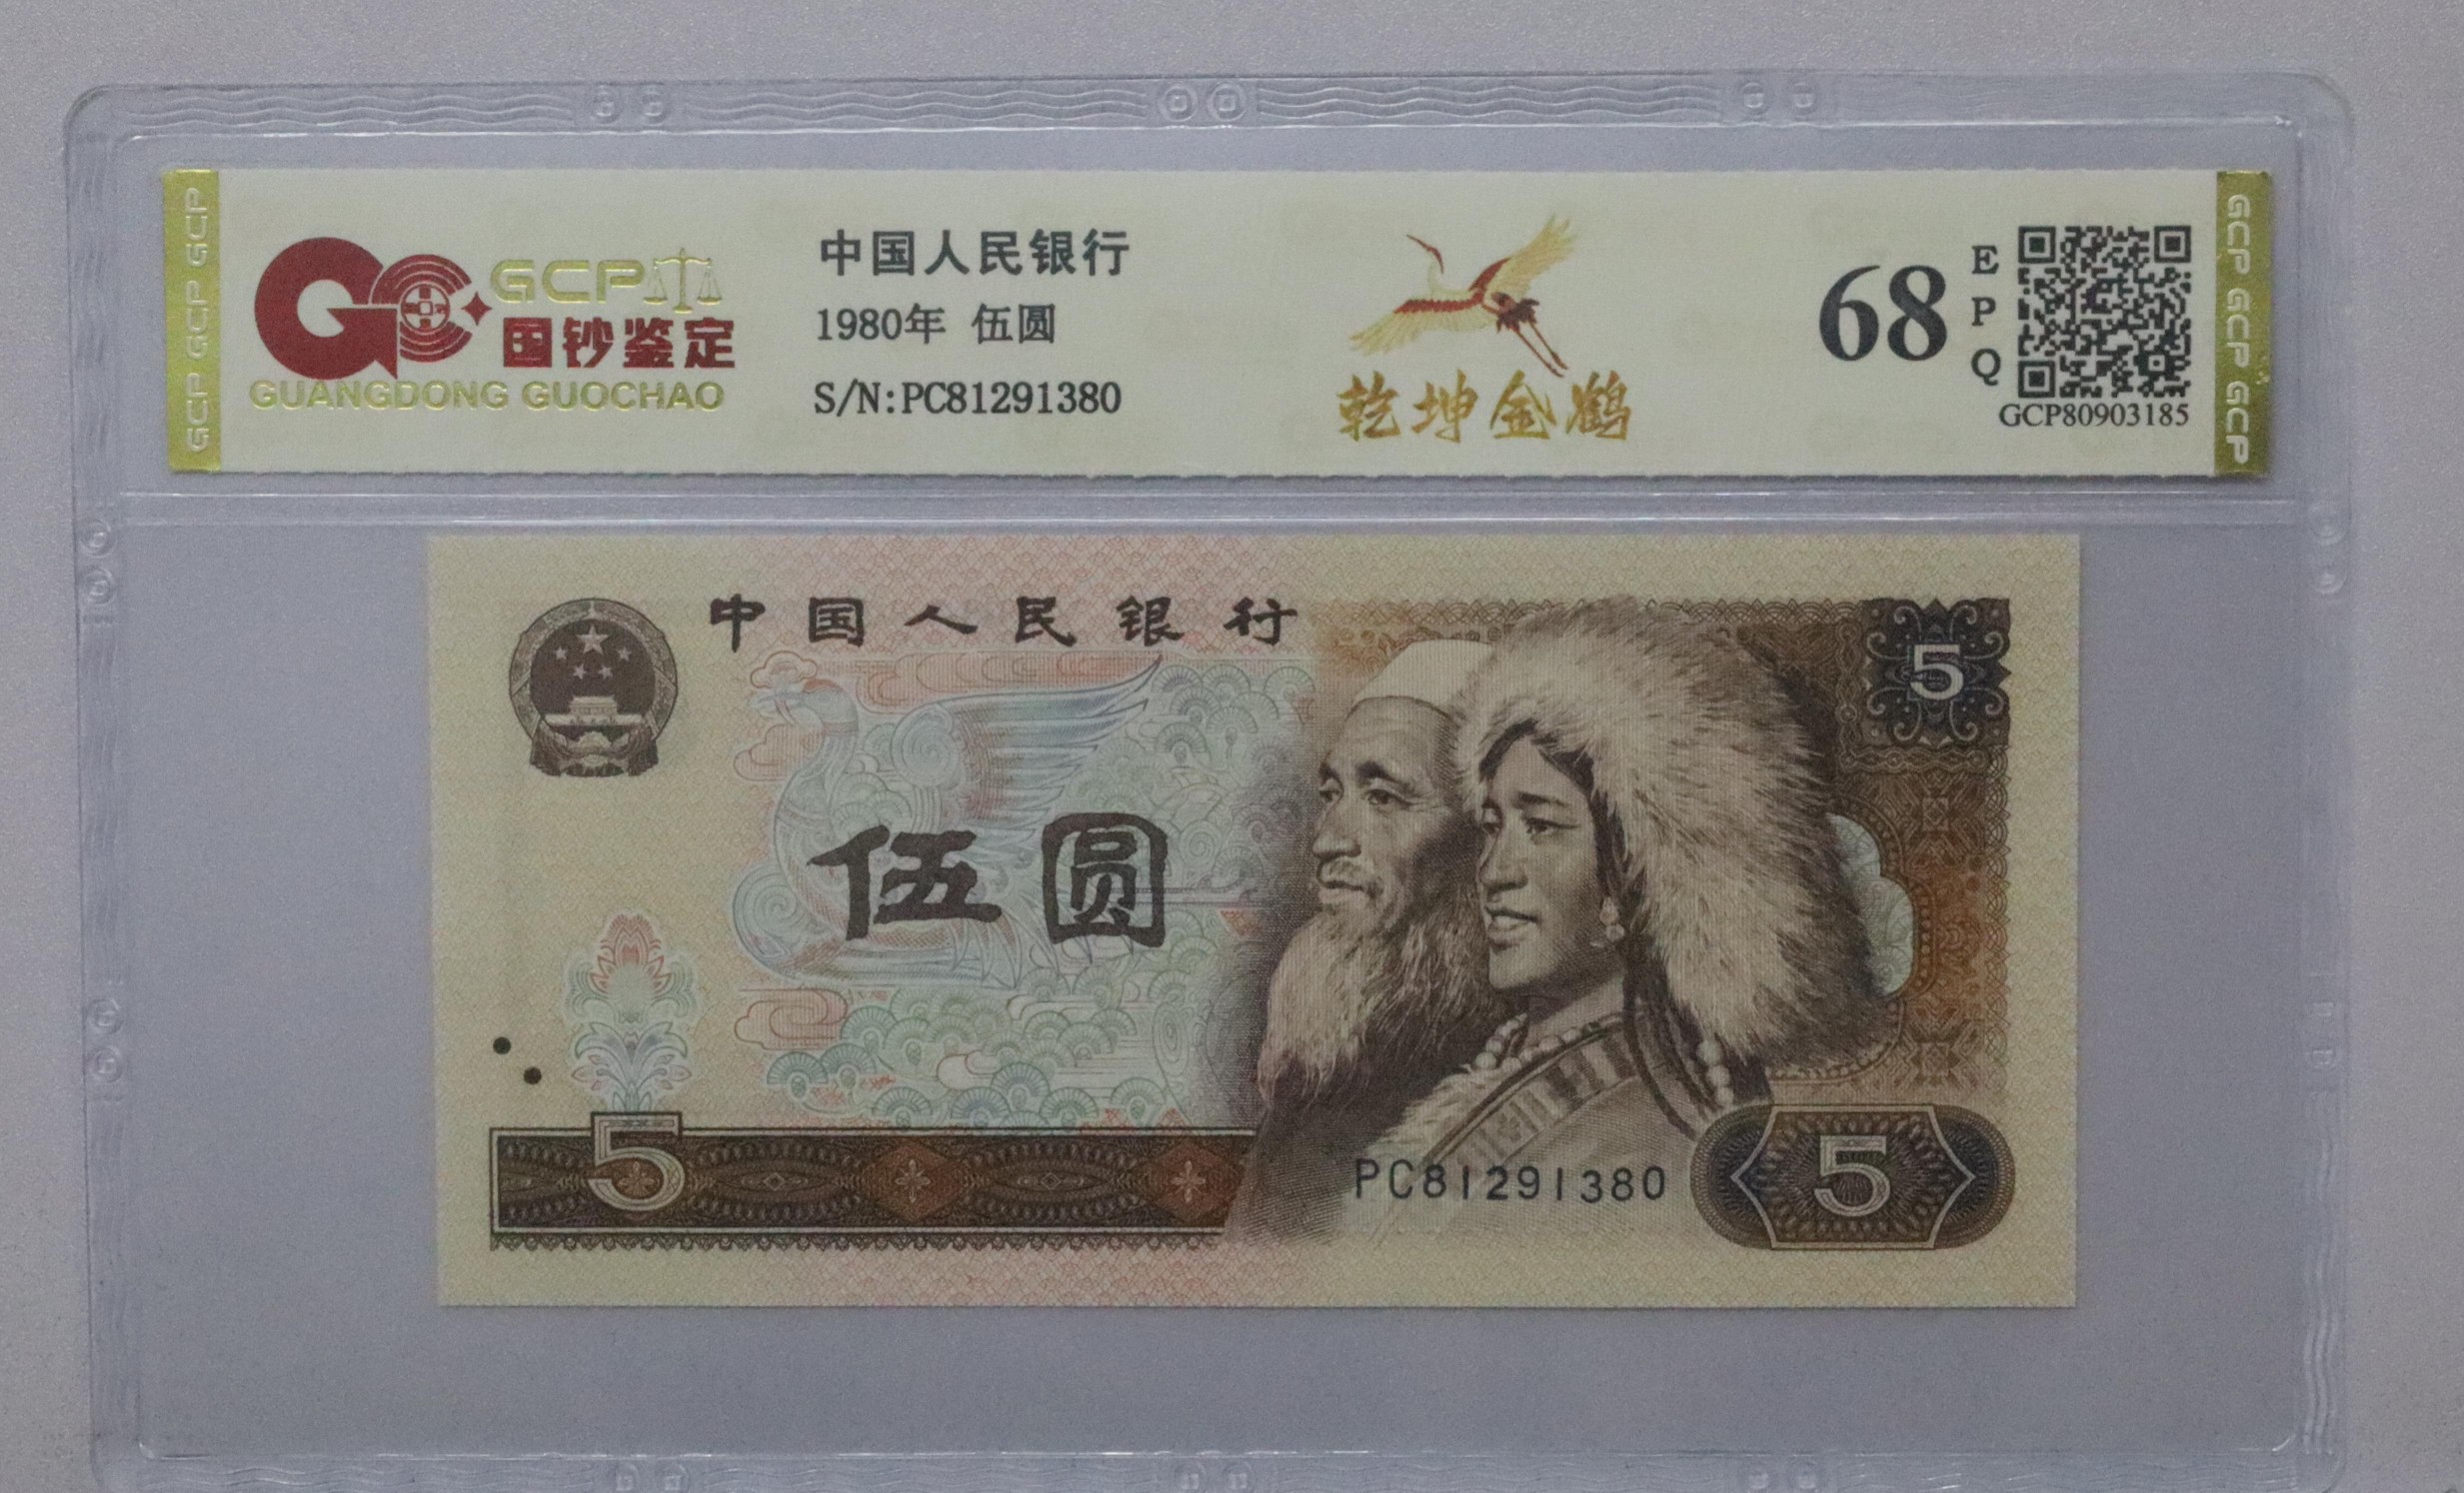 GCP GCP GCP
GCP
国钞鉴定
GUANGDONG GUOCHAO
中国人民银行
1980年 伍圆
S/N:PC81291380
乾坤金鹤
68
E
P
Q
GCP80903185
GCP GCP GCP
中国人民银行
5
伍圆
5
PC81291380
5